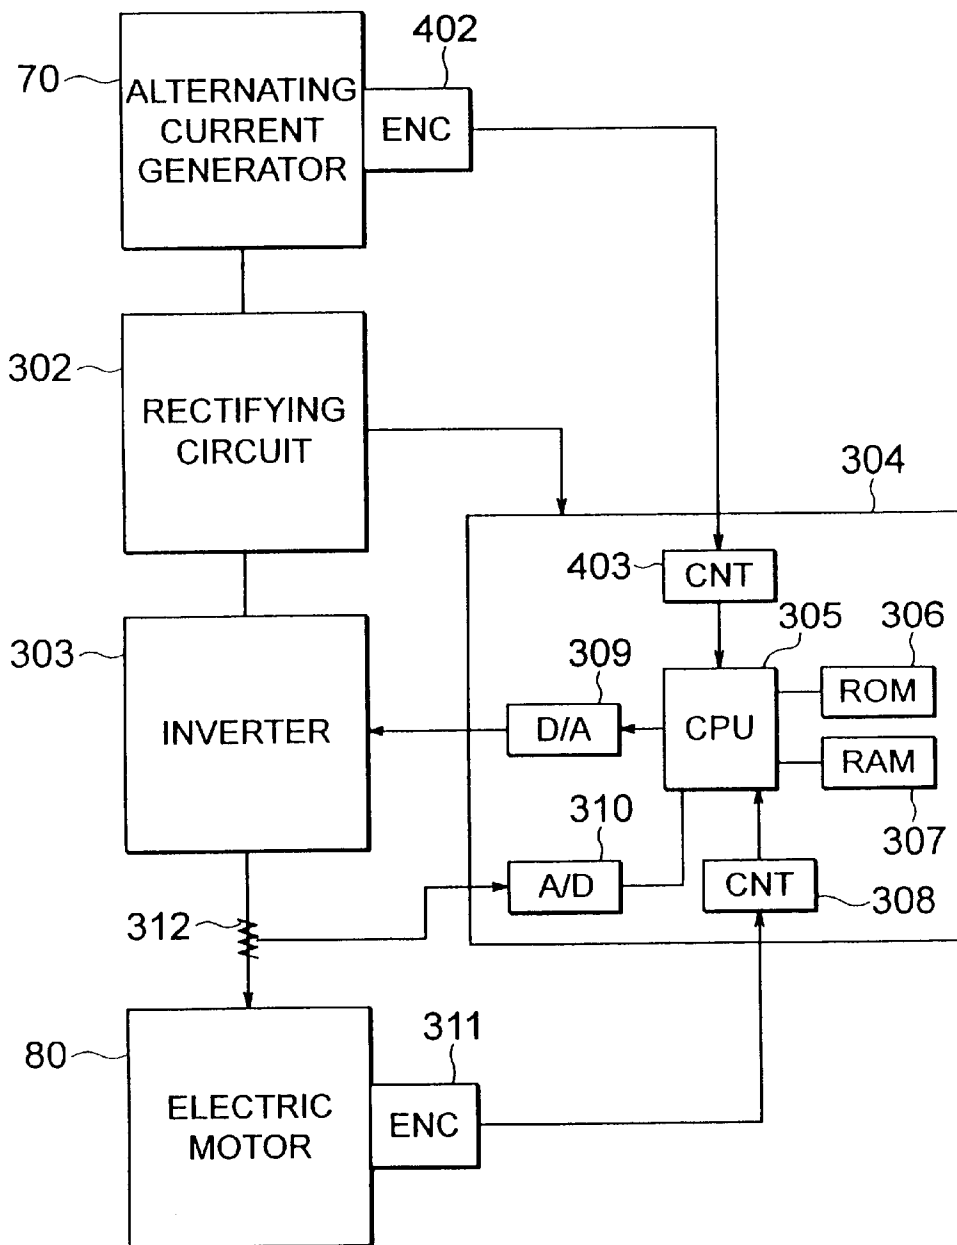 402
70
ALTERNATING
CURRENT
GENERATOR
ENC
302
RECTIFYING
CIRCUIT
304
403
CNT
305
306
303
309
ROM
INVERTER
D/A
CPU
RAM
310
307
A/D
CNT
312
308
311
80
ELECTRIC
MOTOR
ENC